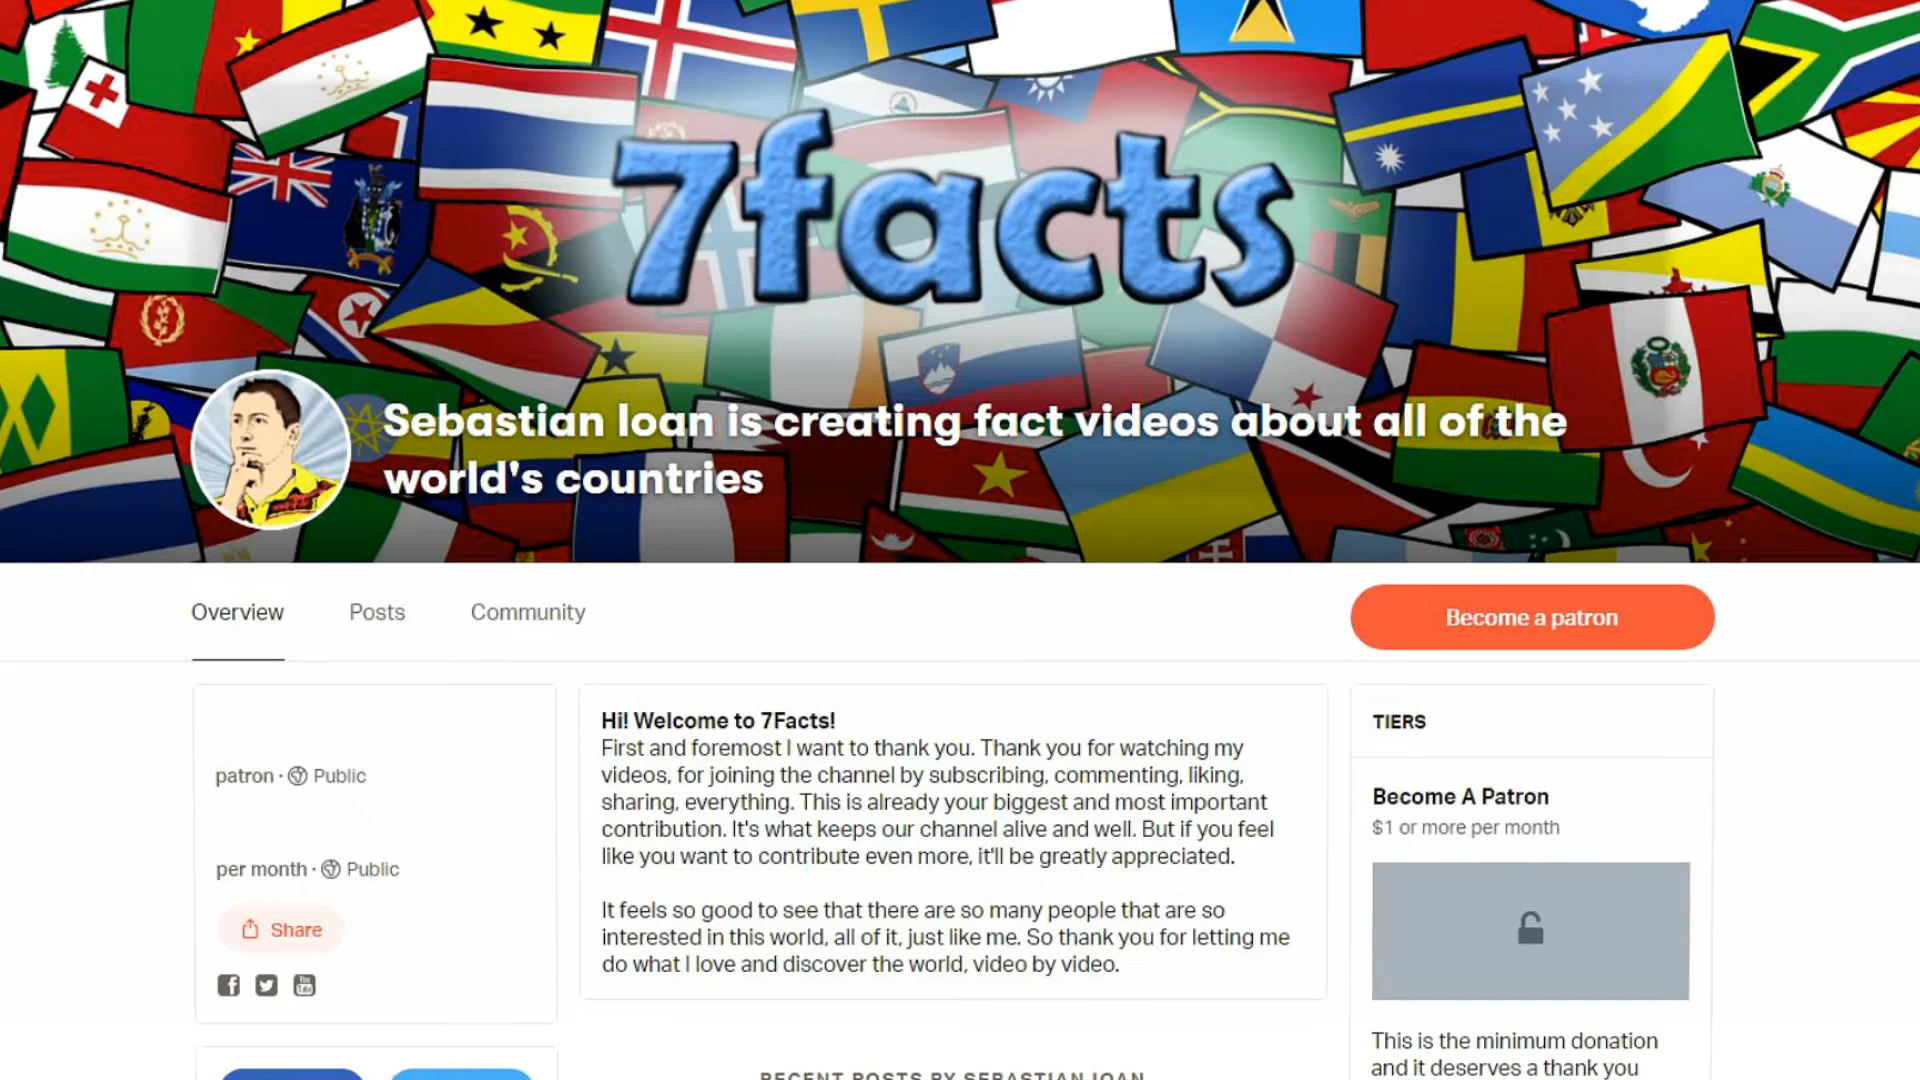 7facts
Sebastian Ioan is creating fact videos about all of the
world's countries
Overview
Posts
Community
Become a patron
patron · Public
per month · Public
Share
Hi! Welcome to 7Facts!
First and foremost I want to thank you. Thank you for watching my
videos, for joining the channel by subscribing, commenting, liking,
sharing, everything. This is already your biggest and most important
contribution. It's what keeps our channel alive and well. But if you feel
like you want to contribute even more, it'll be greatly appreciated.
It feels so good to see that there are so many people that are so
interested in this world, all of it, just like me. So thank you for letting me
do what I love and discover the world, video by video.
RECENT POSTS BY SEBASTIAN IOAN
TIERS
Become A Patron
$1 or more per month
This is the minimum donation
and it deserves a thank you